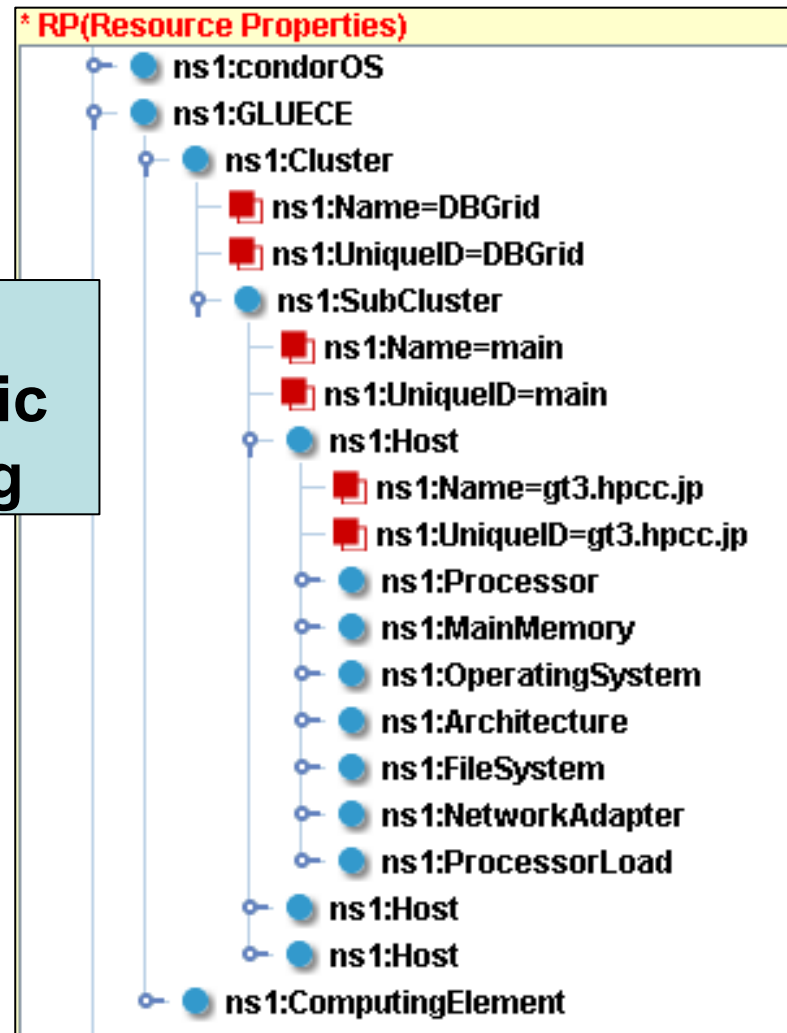 * RP(Resource Properties)
ns1:condorOS
ns1:GLUECE
ns1:Cluster
ns1:Name=DBGrid
ns1:UniqueID=DBGrid
ns1:SubCluster
ns1:Name=main
ns1:UniqueID=main
ns1:Host
ns1:Name=gt3.hpcc.jp
ns1:UniqueID=gt3.hpcc.jp
ns1:Processor
ns1:MainMemory
ns1:OperatingSystem
ns1:Architecture
ns1:FileSystem
ns1:NetworkAdapter
ns1:ProcessorLoad
ns1:Host
ns1:Host
ns1:ComputingElement
ic
g